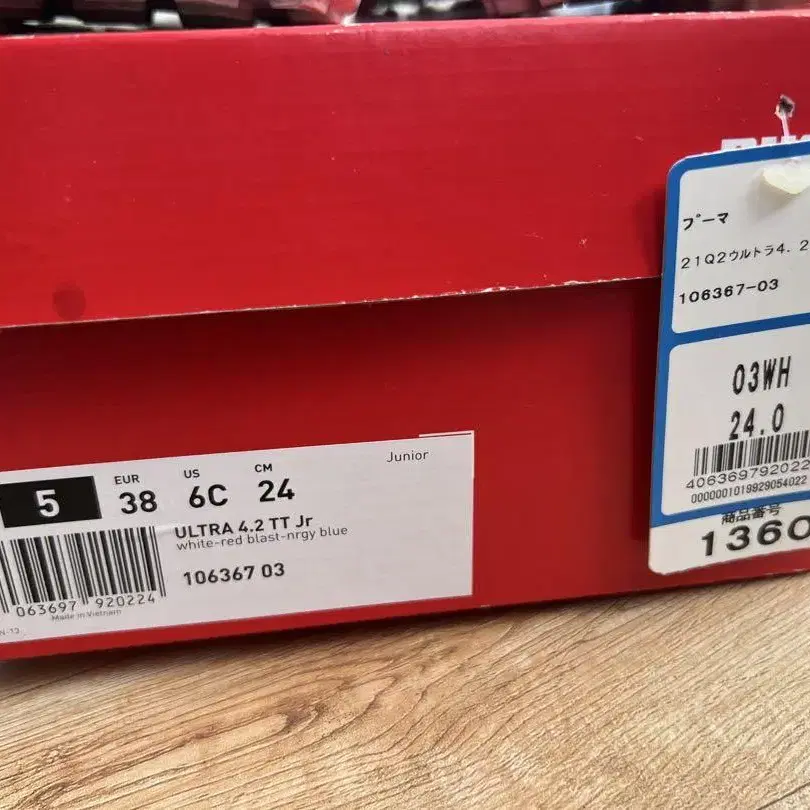 Junior
EUR US CM
5 38 6C 24
ULTRA 4.2 TT Jr
white-red blast-nrgy blue
106367 03
063697 920224
Made in Vietnam
プーマ
21Q2ウルトラ4. 2
106367-03
03WH
24.0
406369792022
0000001019929054022
商品番号
1360